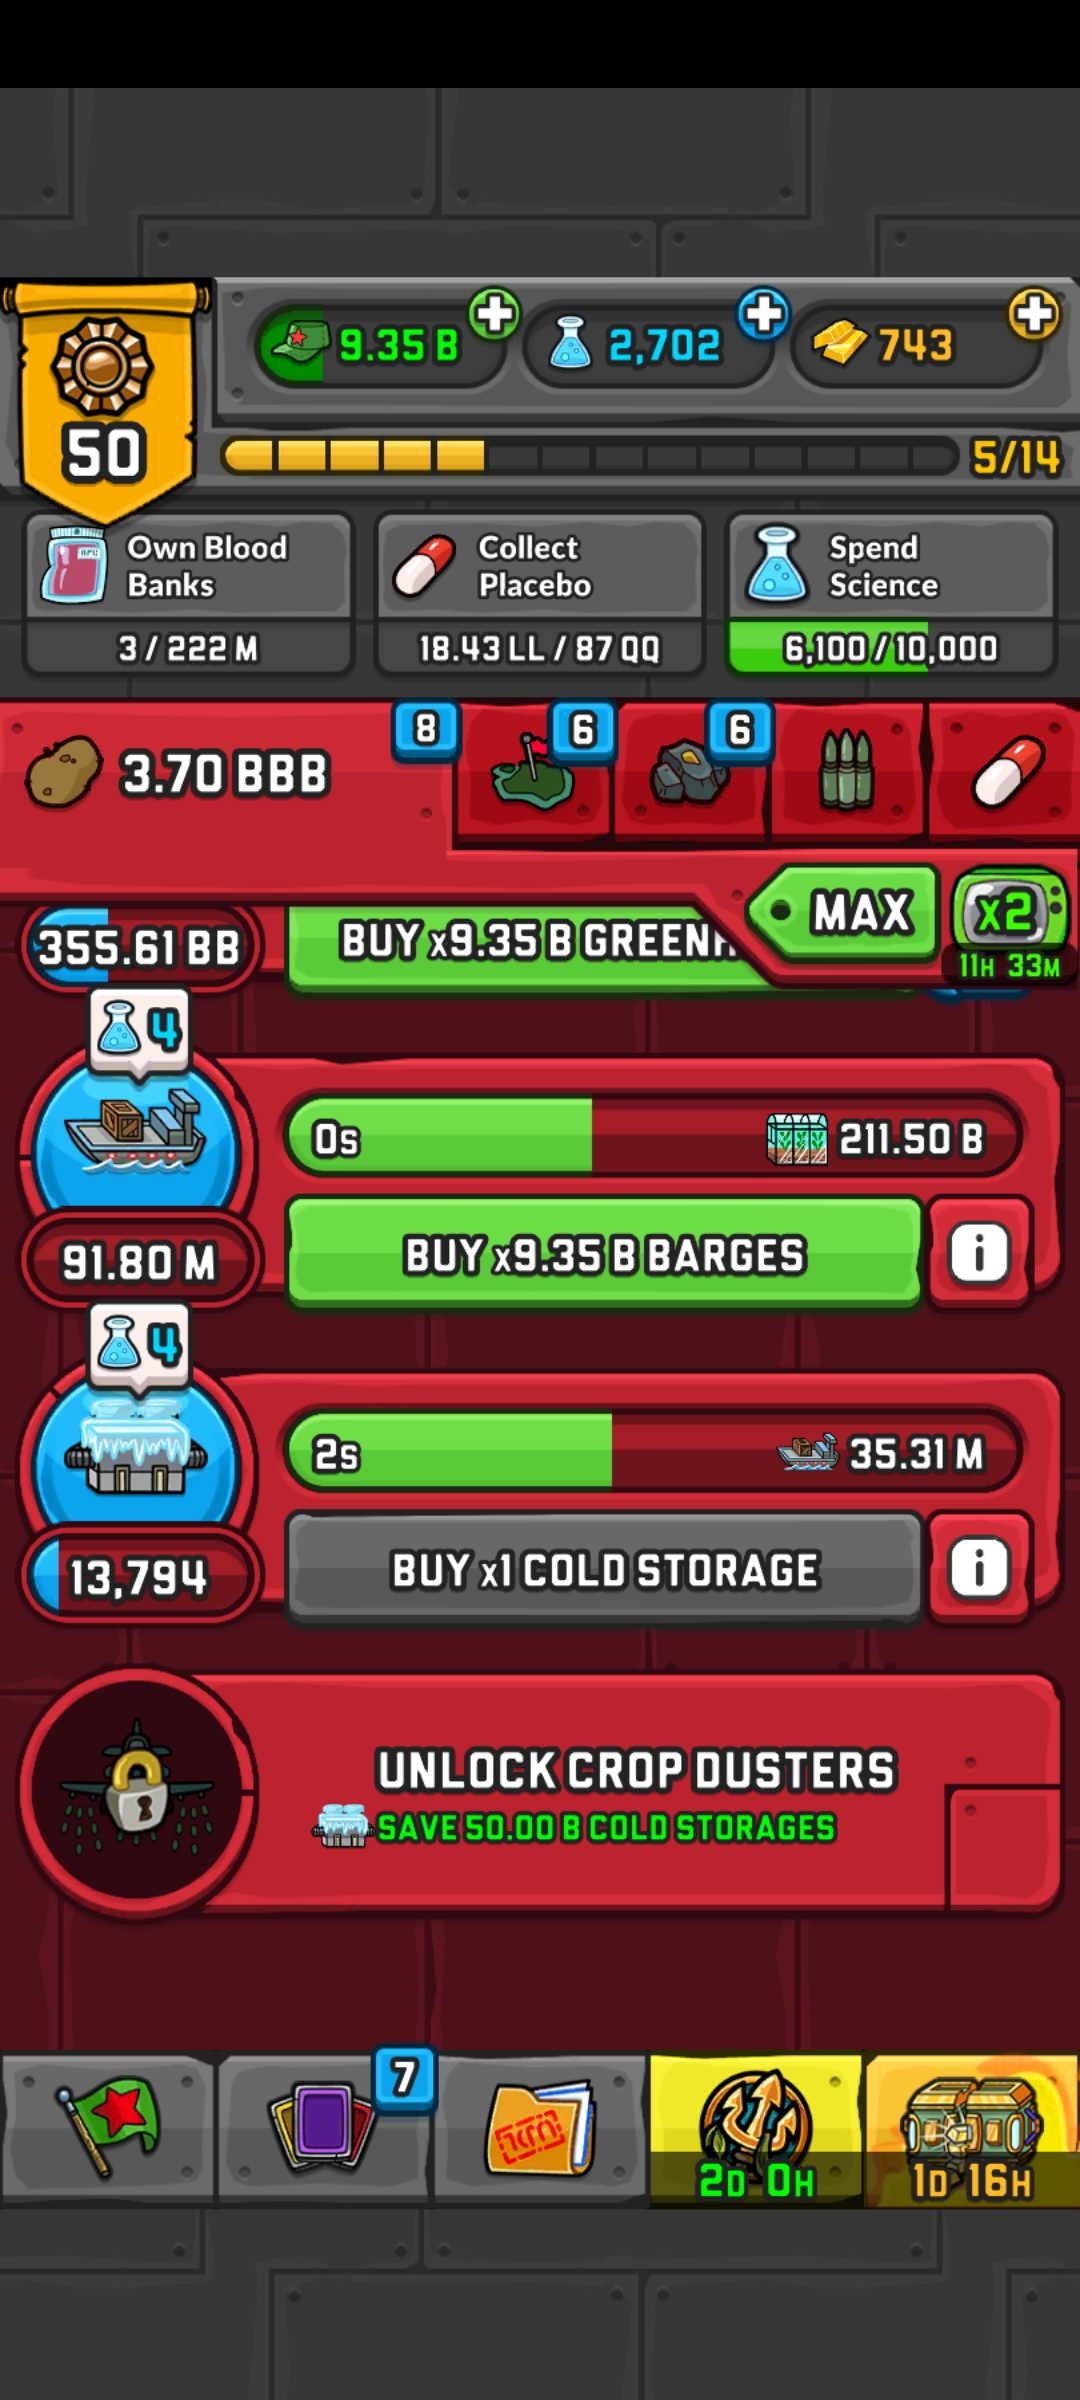 9.35 B
2,702
743
50
5/14
Own Blood
Banks
3 / 222 M
Collect
Placebo
18.43 LL / 87 QQ
Spend
Science
6,100 / 10,000
3.70 BBB
8
6
6
MAX
x2
11H 33M
355.61 BB
BUY x9.35 B GREENH
4
0s
211.50 B
91.80 M
BUY x9.35 B BARGES
i
4
2s
35.31 M
13,794
BUY x1 COLD STORAGE
i
UNLOCK CROP DUSTERS
SAVE 50.00 B COLD STORAGES
7
2D 0H
1D 16H